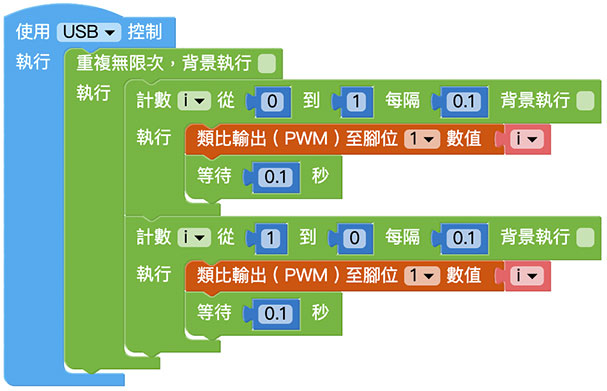 使用 USB 控制
執行 重複無限次，背景執行
執行 計數 i 從 0 到 1 每隔 0.1 背景執行
執行 類比輸出（PWM）至腳位 1 數值 i
等待 0.1 秒
計數 i 從 1 到 0 每隔 0.1 背景執行
執行 類比輸出（PWM）至腳位 1 數值 i
等待 0.1 秒